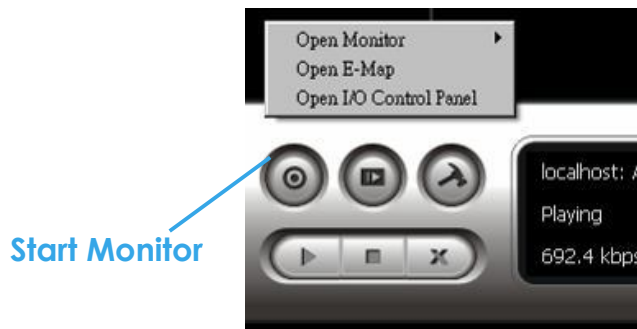 Open Monitor
Open E-Map
Open I/O Control Panel
localhost:
Playing
692.4 kbps
Start Monitor